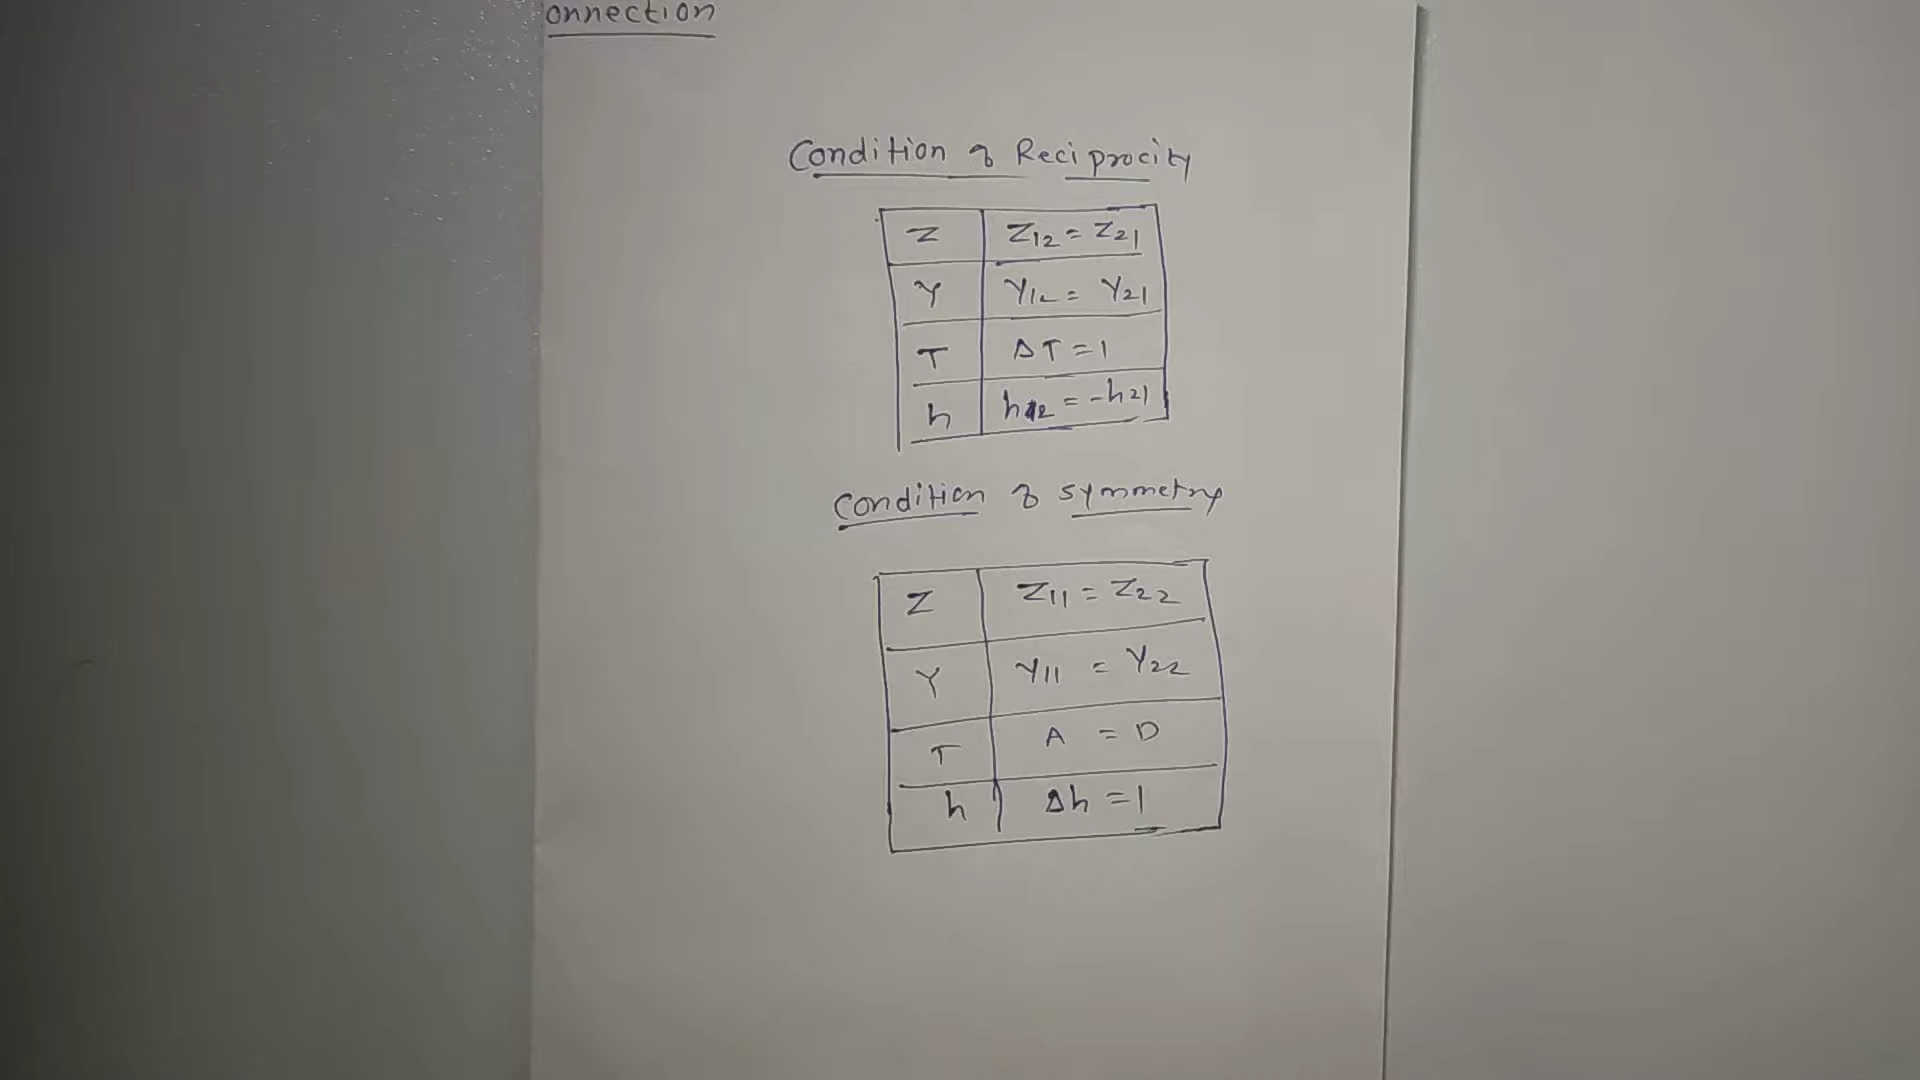 onnection
Condition of Reciprocity
Z Z12 = Z21
Y Y12 = Y21
T ΔT = 1
h h12 = -h21
Condition of symmetry
Z Z11 = Z22
Y Y11 = Y22
T A = D
h Δh = 1